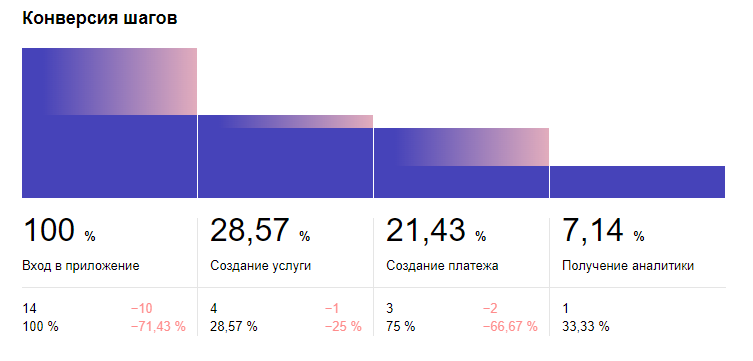 Конверсия шагов
100 % 28,57 % 21,43 % 7,14 %
Вход в приложение Создание услуги Создание платежа Получение аналитики
14 −10 4 −1 3 −2 1
100 % −71,43 % 28,57 % −25 % 75 % −66,67 % 33,33 %